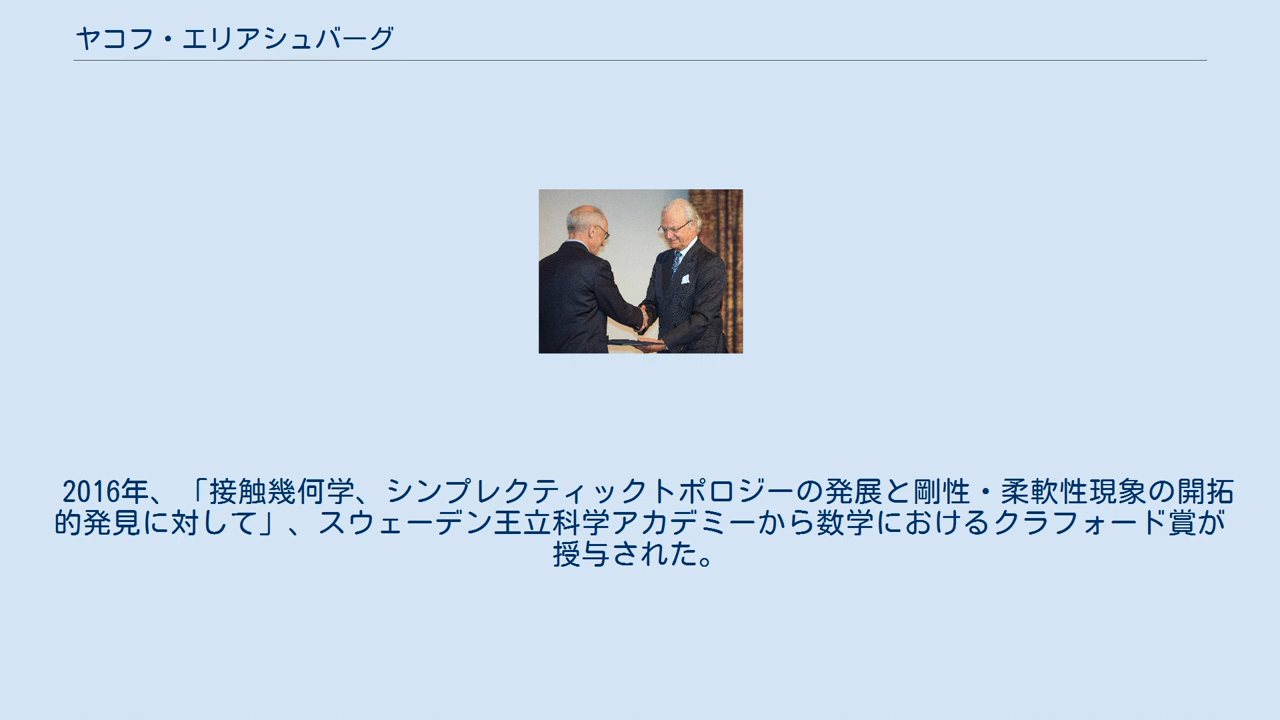 ヤコフ・エリアシュバーグ
2016年、「接触幾何学、シンプレクティックトポロジーの発展と剛性・柔軟性現象の開拓
的発見に対して」、スウェーデン王立科学アカデミーから数学におけるクラフォード賞が
授与された。